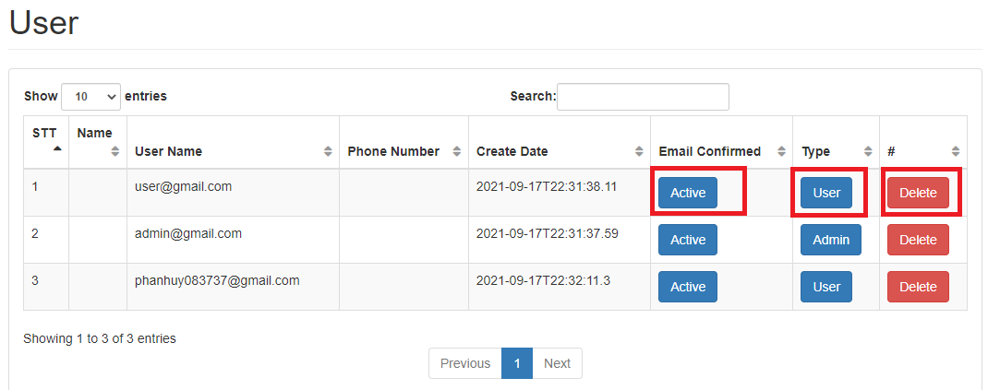 User
Show 10 entries Search:
STT Name User Name Phone Number Create Date Email Confirmed Type #
1 user@gmail.com 2021-09-17T22:31:38.11 Active User Delete
2 admin@gmail.com 2021-09-17T22:31:37.59 Active Admin Delete
3 phanhuy083737@gmail.com 2021-09-17T22:32:11.3 Active User Delete
Showing 1 to 3 of 3 entries
Previous 1 Next